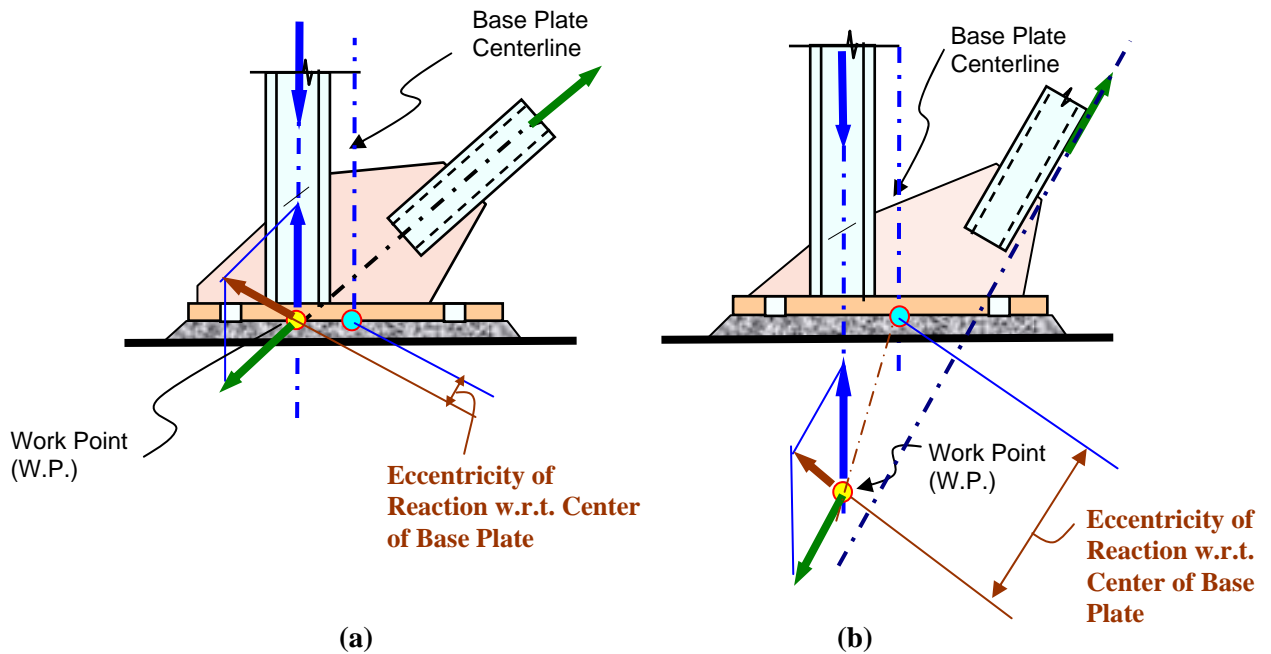 Base Plate
Centerline
Work Point
(W.P.)
Eccentricity of
Reaction w.r.t. Center
of Base Plate
(a)
Base Plate
Centerline
Work Point
(W.P.)
Eccentricity of
Reaction w.r.t.
Center of Base
Plate
(b)